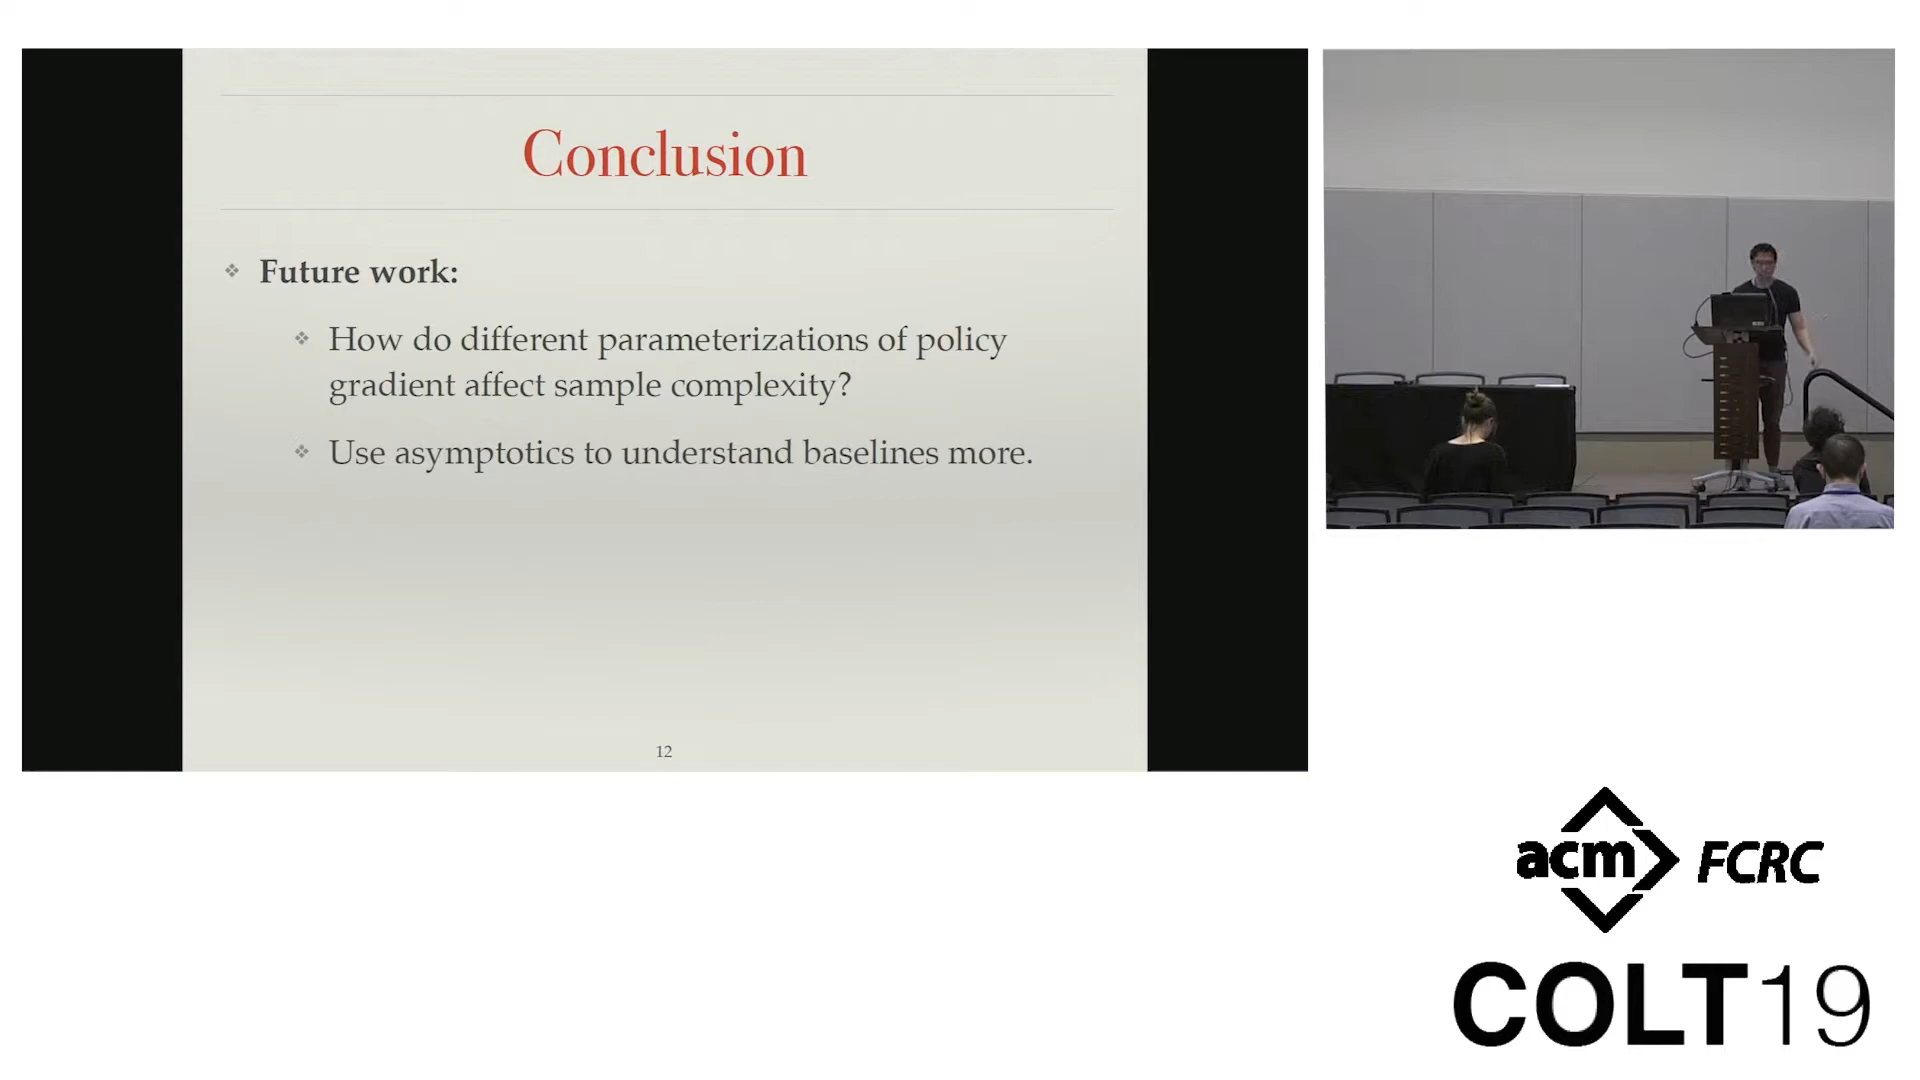 Conclusion
❖ Future work:
❖ How do different parameterizations of policy
gradient affect sample complexity?
❖ Use asymptotics to understand baselines more.
12
acm FCRC
COLT19